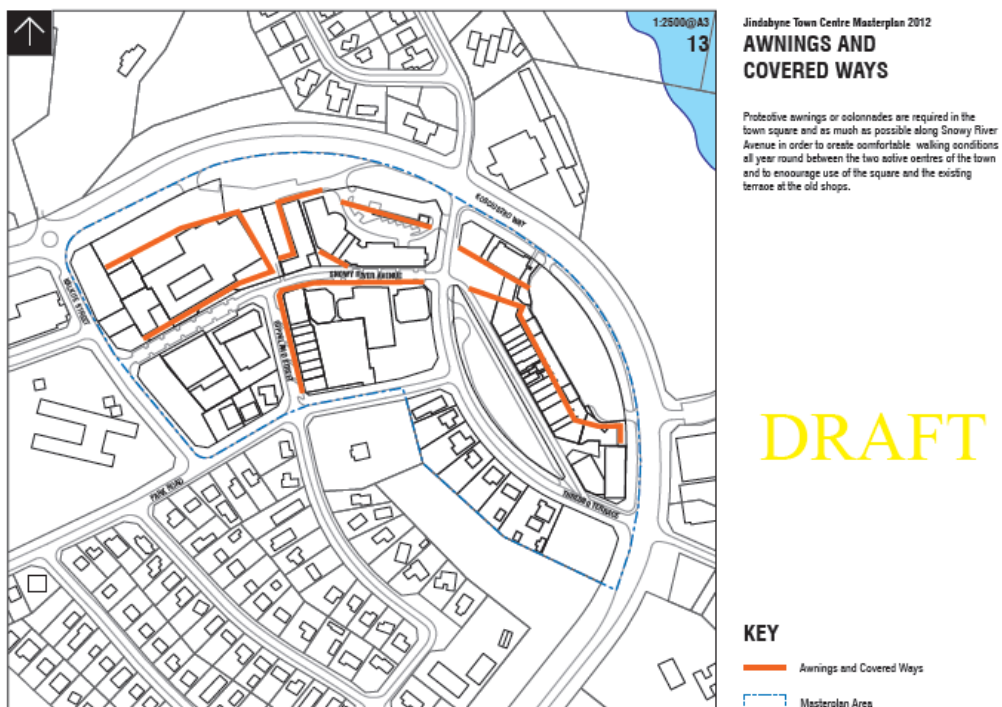 1:2500@A3
13
Jindabyne Town Centre Masterplan 2012
AWNINGS AND
COVERED WAYS
Protective awnings or colonnades are required in the
town square and as much as possible along Snowy River
Avenue in order to create comfortable walking conditions
all year round between the two active centres of the town
and to encourage use of the square and the existing
terrace at the old shops.
KOSCIUSZKO WAY
SNOWY RIVER AVENUE
KALKITE STREET
GIPPSLAND STREET
PARK ROAD
THREDBO TERRACE
DRAFT
KEY
Awnings and Covered Ways
Masterplan Area